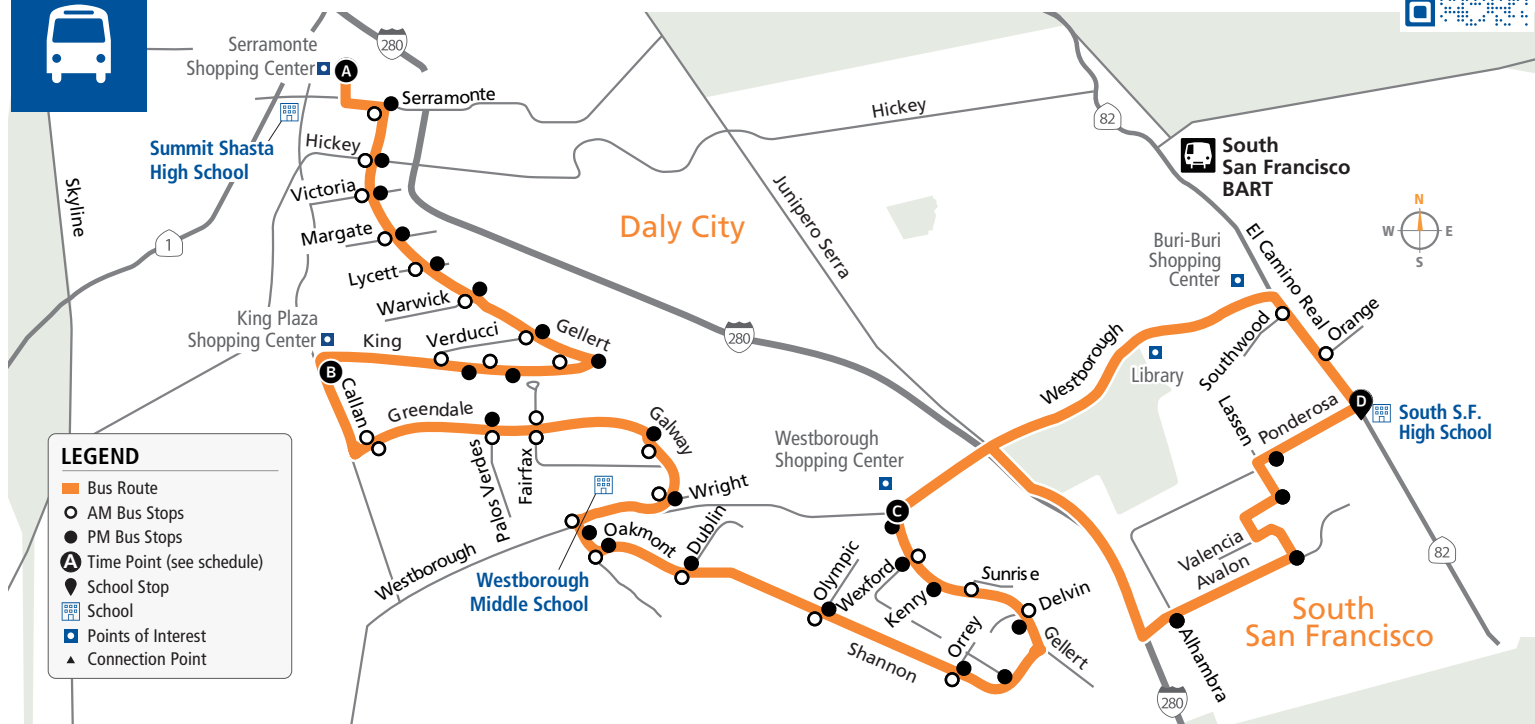 Serramonte
Shopping Center
A
280
Serramonte
Summit Shasta
High School
Hickey
Hickey
82
South
San Francisco
BART
Skyline
1
Victoria
Margate
Lycett
Warwick
Daly City
Junipero Serra
N
W
E
S
Buri-Buri
Shopping
Center
El Camino Real
Orange
King Plaza
Shopping Center
King
Verducci
Gellert
280
B
Callan
Greendale
Galway
Palos Verdes
Fairfax
Westborough
Library
Southwood
Lassen
Ponderosa
D
South S.F.
High School
Westborough
Shopping Center
C
Wright
Dublin
Oakmont
Westborough
Westborough
Middle School
Olympic
Wexford
Kenry
Sunrise
Delvin
Orrey
Gellert
Shannon
Valencia
Avalon
82
Alhambra
South
San Francisco
280
LEGEND
Bus Route
AM Bus Stops
PM Bus Stops
A Time Point (see schedule)
School Stop
School
Points of Interest
Connection Point